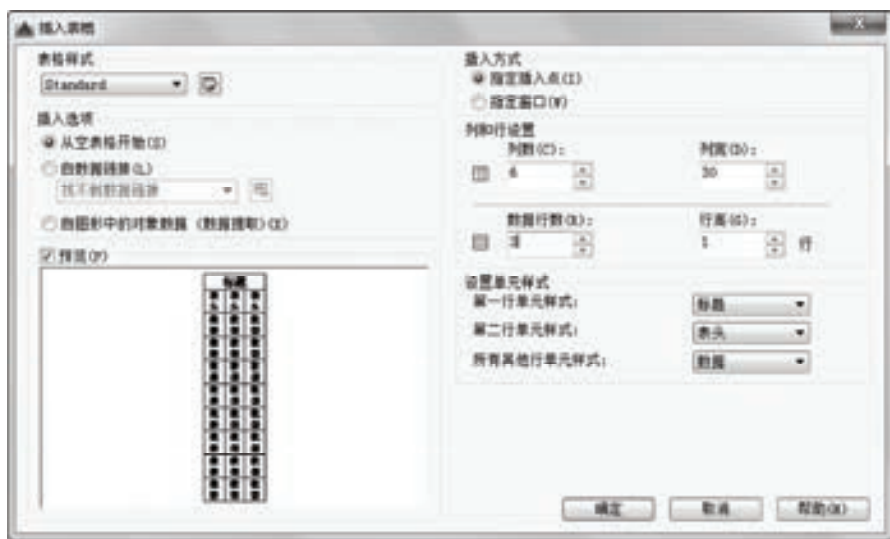 插入表格
表格样式
Standard
插入选项
从空表格开始(S)
自数据链接(L)
找不到数据链接
自图形中的对象数据（数据提取）(X)
预览(P)
标题
插入方式
指定插入点(I)
指定窗口(W)
列和行设置
列数(C):
列宽(D):
6
30
数据行数(R):
行高(G):
3
1
行
设置单元样式
第一行单元样式:
标题
第二行单元样式:
表头
所有其他行单元样式:
数据
确定
取消
帮助(H)